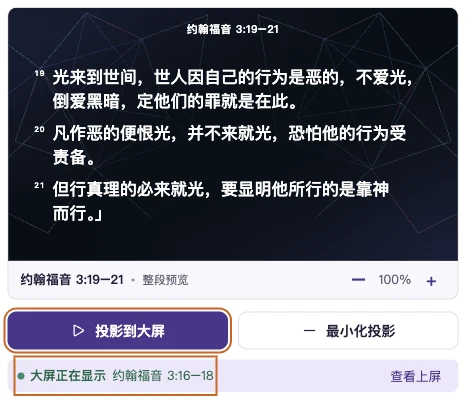 约翰福音 3:19—21
19 光来到世间，世人因自己的行为是恶的，不爱光，
倒爱黑暗，定他们的罪就是在此。
20 凡作恶的便恨光，并不来就光，恐怕他的行为受
责备。
21 但行真理的必来就光，要显明他所行的是靠神
而行。」
约翰福音 3:19—21 • 整段预览 — 100% +
投影到大屏 — 最小化投影
大屏正在显示 约翰福音 3:16—18 查看上屏